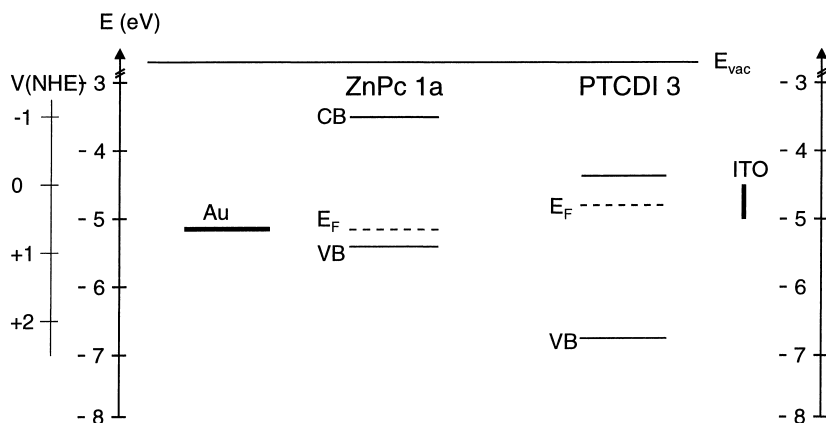 E (eV)
E_vac
V(NHE)
- 3
ZnPc 1a
PTCDI 3
- 3
-1
CB
- 4
- 4
ITO
0
Au
E_F
E_F
- 5
- 5
+1
VB
- 6
- 6
+2
VB
- 7
- 7
- 8
- 8